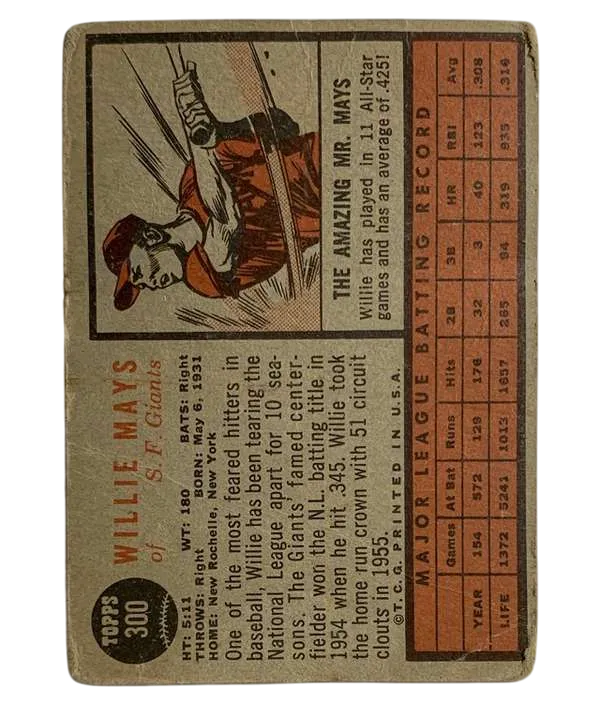 TOPPS
300
WILLIE MAYS
of S. F. Giants
HT: 5:11 WT: 180 BATS: Right
THROWS: Right BORN: May 6, 1931
HOME: New Rochelle, New York
One of the most feared hitters in
baseball, Willie has been tearing the
National League apart for 10 sea-
sons. The Giants' famed center-
fielder won the N.L. batting title in
1954 when he hit .345. Willie took
the home run crown with 51 circuit
clouts in 1955.
©T.C.G. PRINTED IN U.S.A.
THE AMAZING MR. MAYS
Willie has played in 11 All-Star
games and has an average of .425!
MAJOR LEAGUE BATTING RECORD
Games At Bat Runs Hits 2B 3B HR RBI Avg
YEAR 154 572 129 176 32 3 40 123 .308
LIFE 1372 5241 1013 1657 265 94 319 935 .316